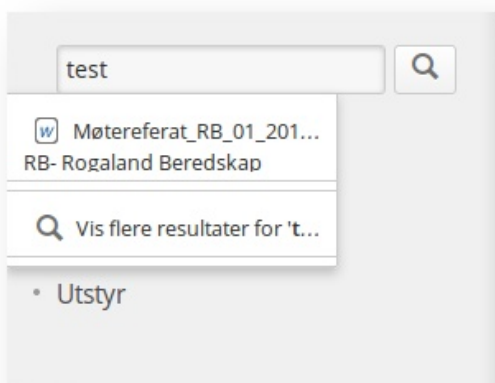 test
Møtereferat_RB_01_201...
RB- Rogaland Beredskap
Vis flere resultater for 't...
Utstyr